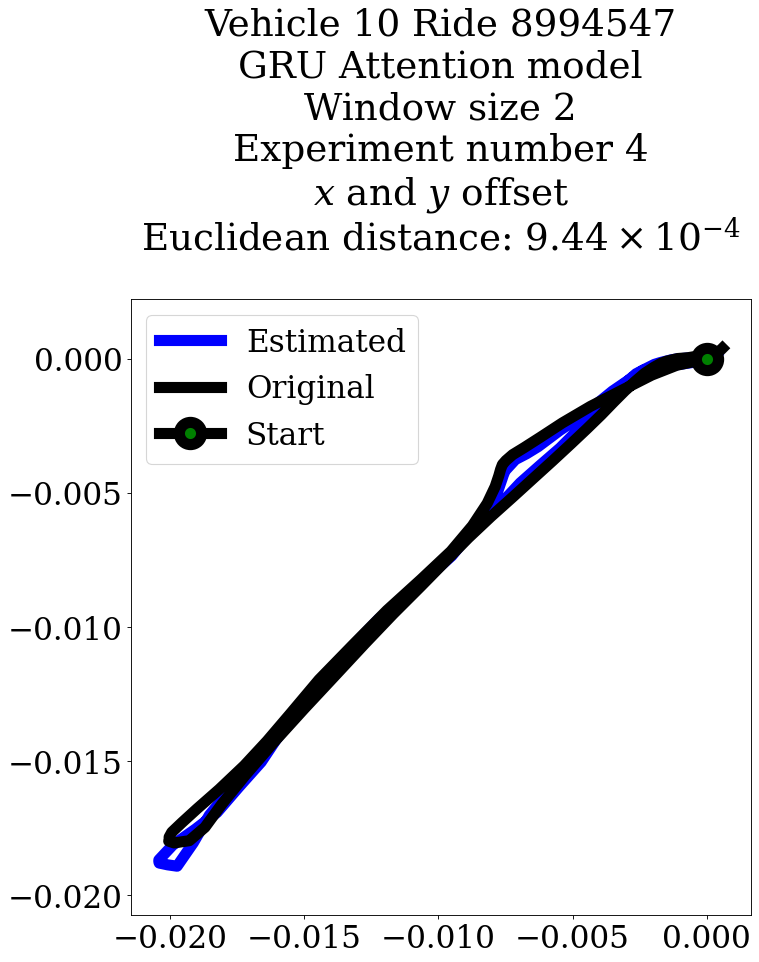 Vehicle 10 Ride 8994547
GRU Attention model
Window size 2
Experiment number 4
x and y offset
Euclidean distance: 9.44 × 10⁻⁴
Estimated
Original
Start
0.000
−0.005
−0.010
−0.015
−0.020
−0.020 −0.015 −0.010 −0.005 0.000